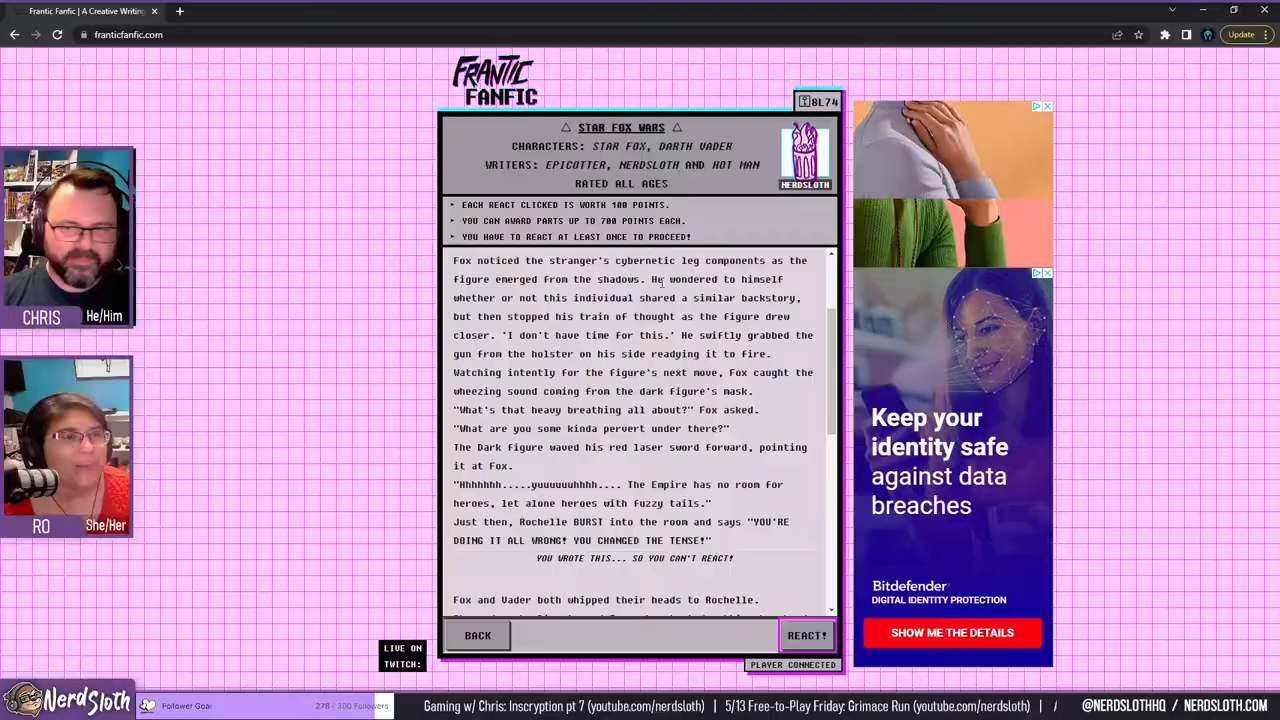 Frantic Fanfic | A Creative Writing
franticfanfic.com
Update
FRANTIC
FANFIC
8L74
STAR FOX WARS
CHARACTERS: STAR FOX, DARTH VADER
WRITERS: EPICOTTER, NERDSLOTH AND HOT MAN
RATED ALL AGES
NERDSLOTH
EACH REACT CLICKED IS WORTH 100 POINTS.
YOU CAN AWARD PARTS UP TO 700 POINTS EACH.
YOU HAVE TO REACT AT LEAST ONCE TO PROCEED!
Fox noticed the stranger's cybernetic leg components as the
figure emerged from the shadows. He wondered to himself
whether or not this individual shared a similar backstory,
but then stopped his train of thought as the figure drew
closer. 'I don't have time for this.' He swiftly grabbed the
gun from the holster on his side readying it to fire.
Watching intently for the figure's next move, Fox caught the
wheezing sound coming from the dark figure's mask.
"What's that heavy breathing all about?" Fox asked.
"What are you some kinda pervert under there?"
The Dark Figure waved his red laser sword forward, pointing
it at Fox.
"Hhhhhhh.....yuuuuuuhhhh.... The Empire has no room for
heroes, let alone heroes with fuzzy tails."
Just then, Rochelle BURST into the room and says "YOU'RE
DOING IT ALL WRONG! YOU CHANGED THE TENSE!"
YOU WROTE THIS... SO YOU CAN'T REACT!
Fox and Vader both whipped their heads to Rochelle.
BACK
REACT!
PLAYER CONNECTED
LIVE ON
TWITCH:
CHRIS He/Him
RO She/Her
Keep your
identity safe
against data
breaches
Bitdefender
DIGITAL IDENTITY PROTECTION
SHOW ME THE DETAILS
NerdSloth
Follower Goal
278 / 300 Followers
Gaming w/ Chris: Inscryption pt 7 (youtube.com/nerdsloth) | 5/13 Free-to-Play Friday: Grimace Run (youtube.com/nerdsloth) |
@NERDSLOTHHQ / NERDSLOTH.COM